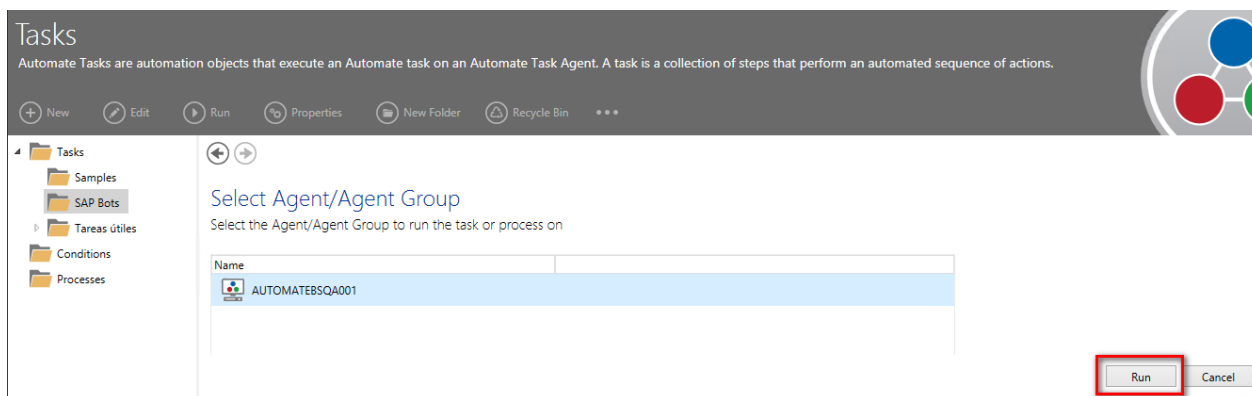 Tasks
Automate Tasks are automation objects that execute an Automate task on an Automate Task Agent. A task is a collection of steps that perform an automated sequence of actions.
New Edit Run Properties New Folder Recycle Bin
Tasks
Samples
SAP Bots
Tareas útiles
Conditions
Processes
Select Agent/Agent Group
Select the Agent/Agent Group to run the task or process on
Name
AUTOMATEBSQA001
Run Cancel